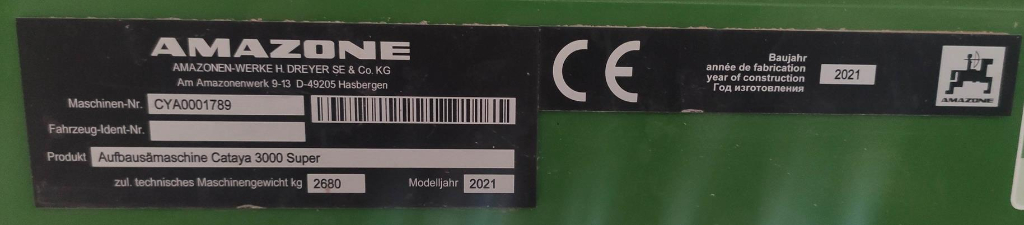 AMAZONE
AMAZONEN-WERKE H. DREYER SE & Co. KG
Am Amazonenwerk 9-13 D-49205 Hasbergen
Maschinen-Nr. CYA0001789
Fahrzeug-Ident-Nr.
Produkt Aufbausämaschine Cataya 3000 Super
zul. technisches Maschinengewicht kg 2680 Modelljahr 2021
CE
Baujahr
année de fabrication
year of construction
Год изготовления
2021
AMAZONE